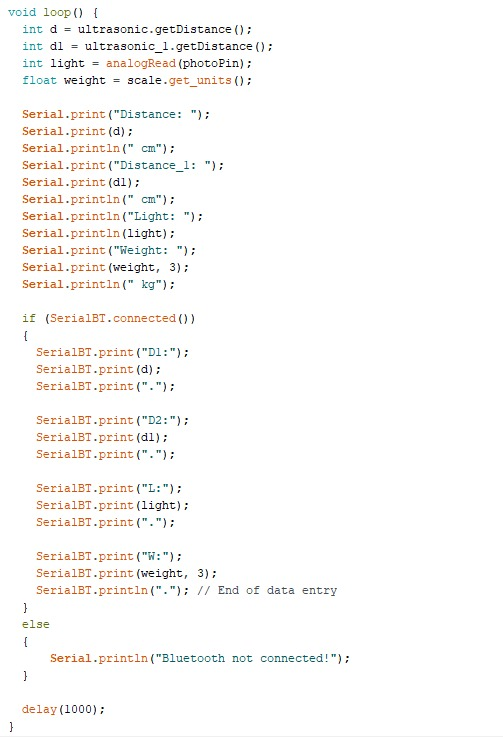 void loop() {
  int d = ultrasonic.getDistance();
  int d1 = ultrasonic_1.getDistance();
  int light = analogRead(photoPin);
  float weight = scale.get_units();

  Serial.print("Distance: ");
  Serial.print(d);
  Serial.println(" cm");
  Serial.print("Distance_1: ");
  Serial.print(d1);
  Serial.println(" cm");
  Serial.println("Light: ");
  Serial.println(light);
  Serial.print("Weight: ");
  Serial.print(weight, 3);
  Serial.println(" kg");

  if (SerialBT.connected())
  {
    SerialBT.print("D1:");
    SerialBT.print(d);
    SerialBT.print(".");

    SerialBT.print("D2:");
    SerialBT.print(d1);
    SerialBT.print(".");

    SerialBT.print("L:");
    SerialBT.print(light);
    SerialBT.print(".");

    SerialBT.print("W:");
    SerialBT.print(weight, 3);
    SerialBT.println("."); // End of data entry
  }
  else
  {
      Serial.println("Bluetooth not connected!");
  }

  delay(1000);
}